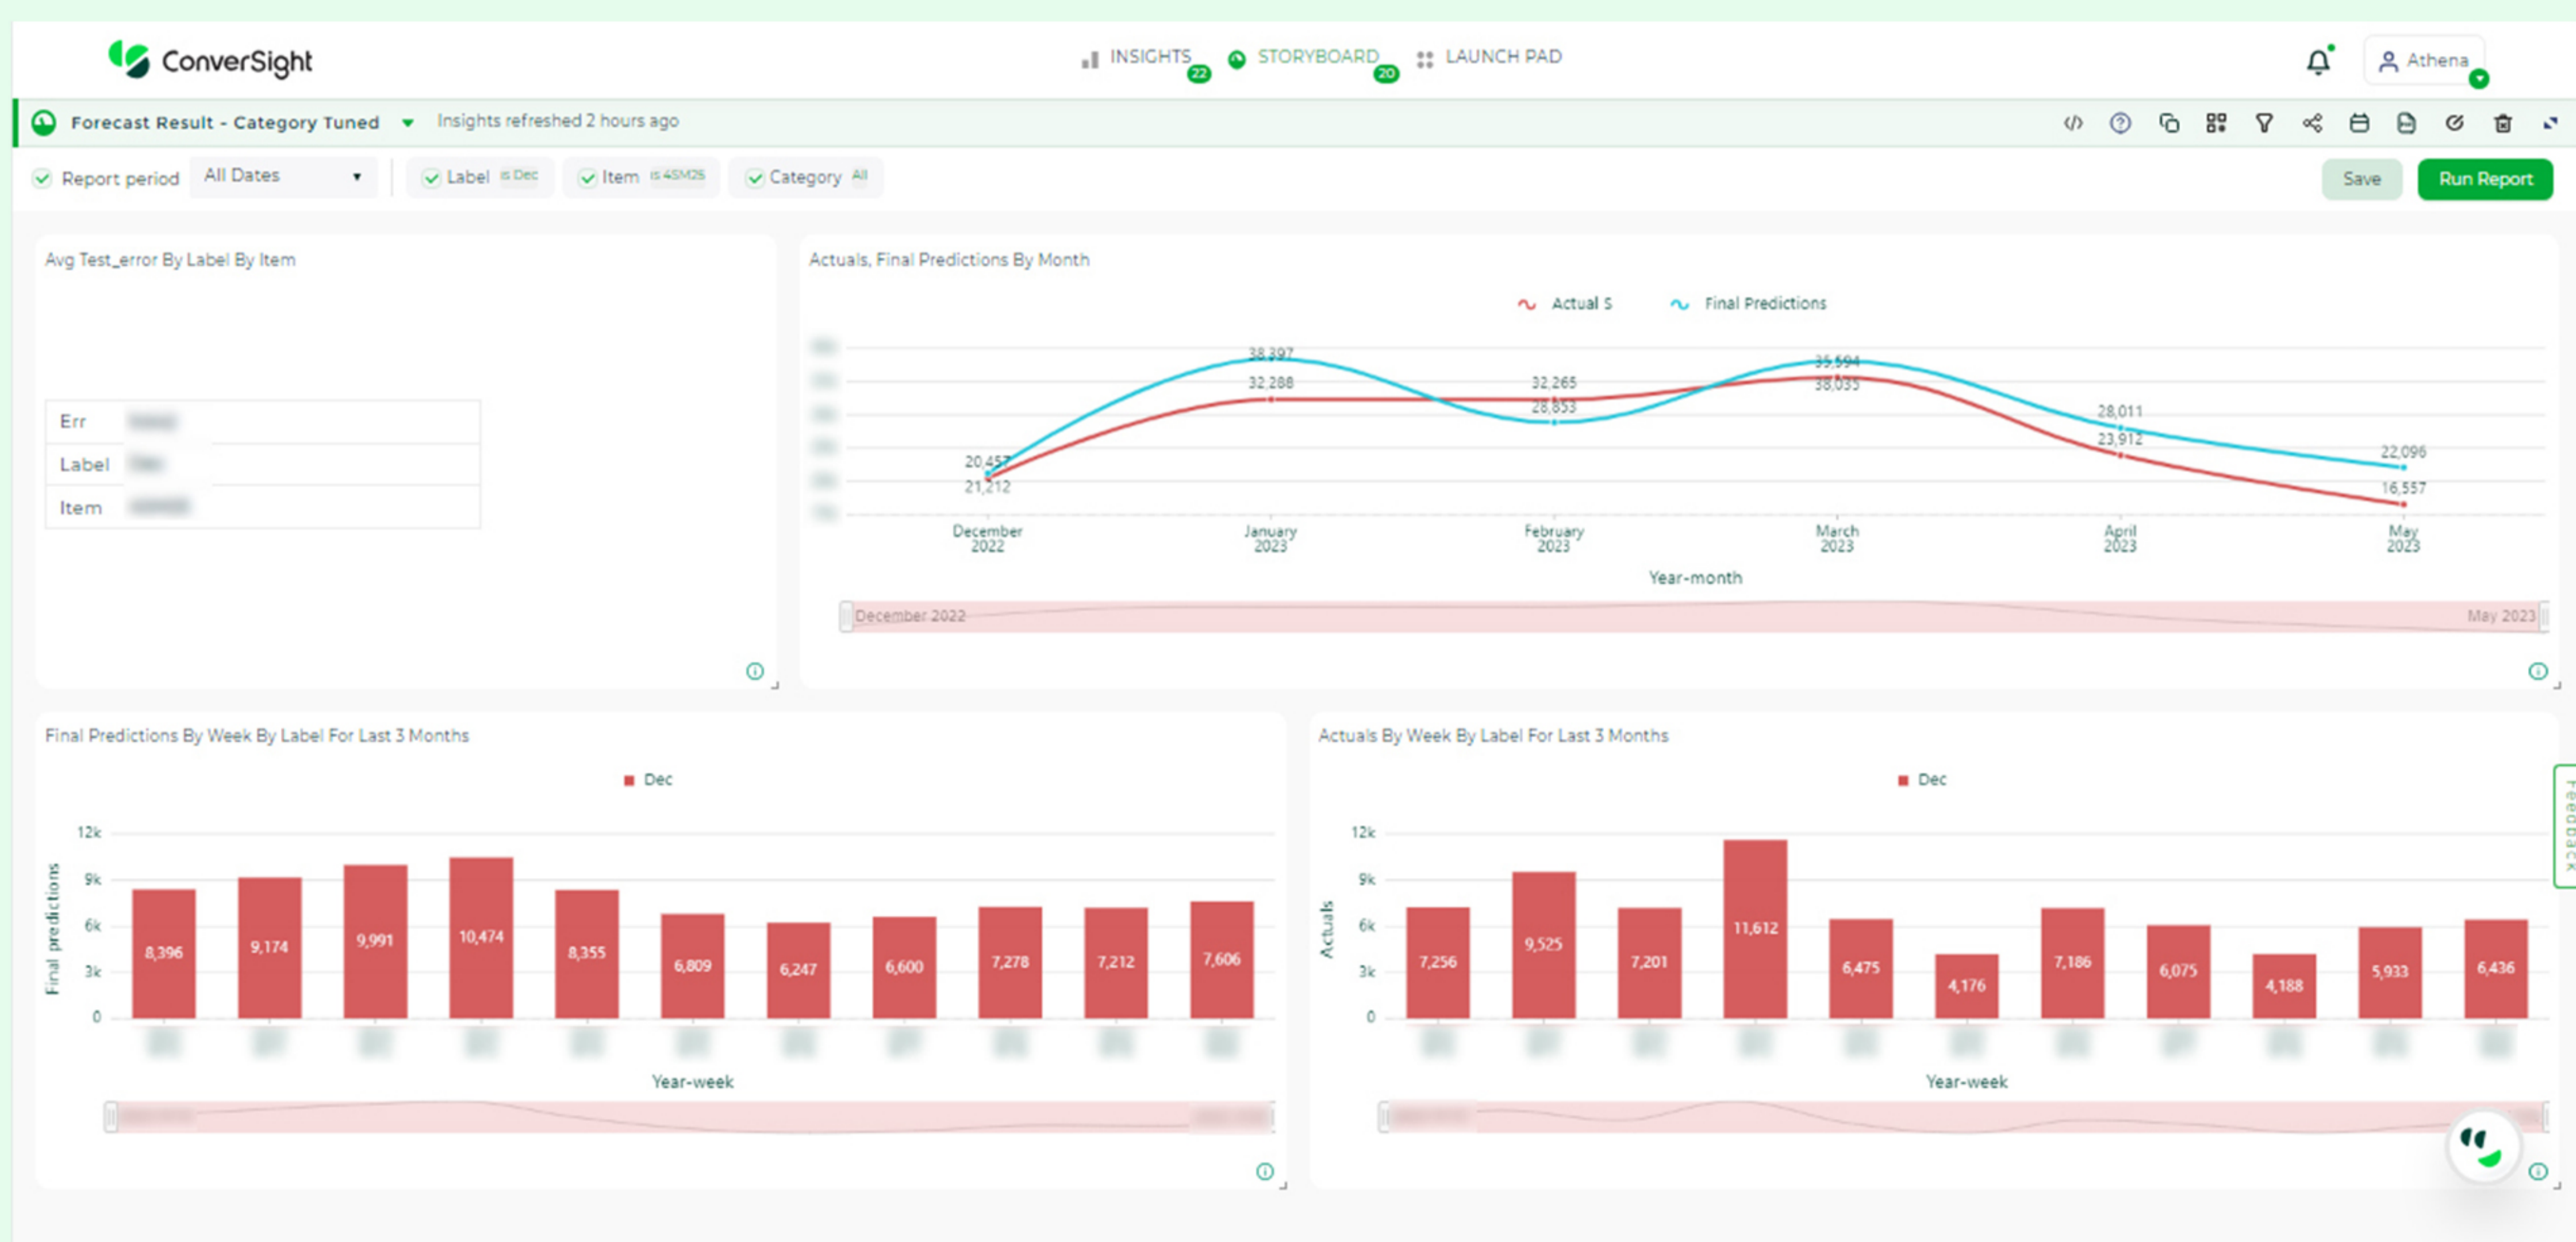 ConverSight
INSIGHTS 22 STORYBOARD 20 LAUNCH PAD
Athena
Forecast Result - Category Tuned Insights refreshed 2 hours ago
</>
Report period All Dates Label is Dec Item is 4SM25 Category All
Save Run Report
Avg Test_error By Label By Item
Err
Label
Item
Actuals, Final Predictions By Month
Actual S Final Predictions
38,397
32,288
32,265
28,853
35,594
38,035
28,011
23,912
22,096
16,557
20,457
21,212
December 2022
January 2023
February 2023
March 2023
April 2023
May 2023
Year-month
December 2022 May 2023
Final Predictions By Week By Label For Last 3 Months
Dec
Final predictions
12k
9k
6k
3k
0
8,396 9,174 9,991 10,474 8,355 6,809 6,247 6,600 7,278 7,212 7,606
Year-week
Actuals By Week By Label For Last 3 Months
Dec
Actuals
12k
9k
6k
3k
0
7,256 9,525 7,201 11,612 6,475 4,176 7,186 6,075 4,188 5,933 6,436
Year-week
Feedback